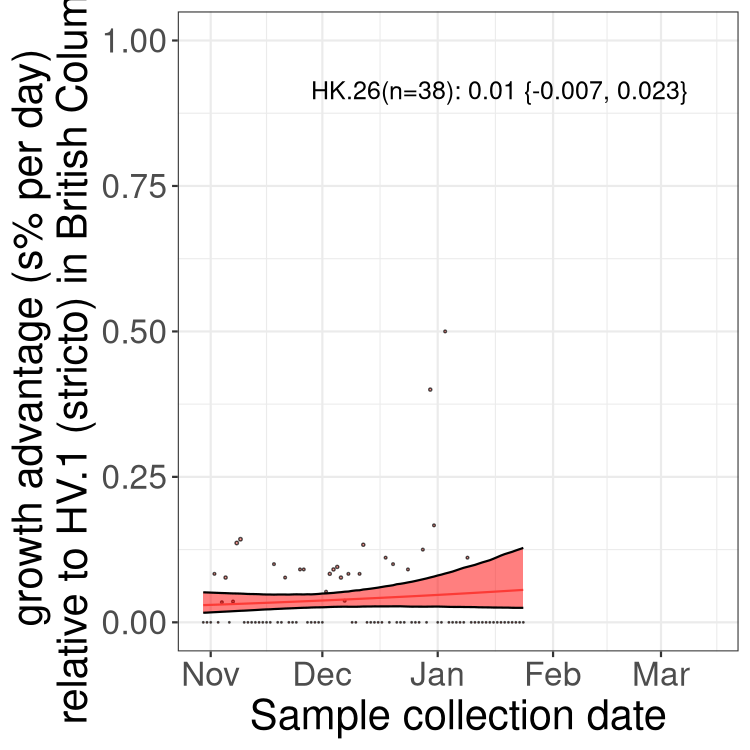 growth advantage (s% per day)
relative to HV.1 (stricto) in British Colum
1.00
0.75
0.50
0.25
0.00
HK.26(n=38): 0.01 {-0.007, 0.023}
Nov Dec Jan Feb Mar
Sample collection date